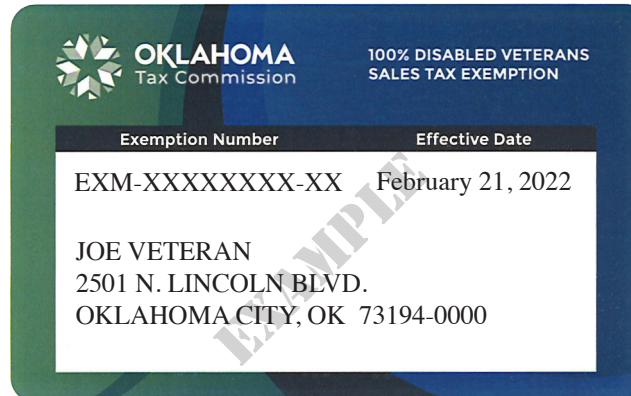 OKLAHOMA
Tax Commission
100% DISABLED VETERANS
SALES TAX EXEMPTION
Exemption Number
Effective Date
EXM-XXXXXXXX-XX
February 21, 2022
JOE VETERAN
2501 N. LINCOLN BLVD.
OKLAHOMA CITY, OK 73194-0000
EXAMPLE